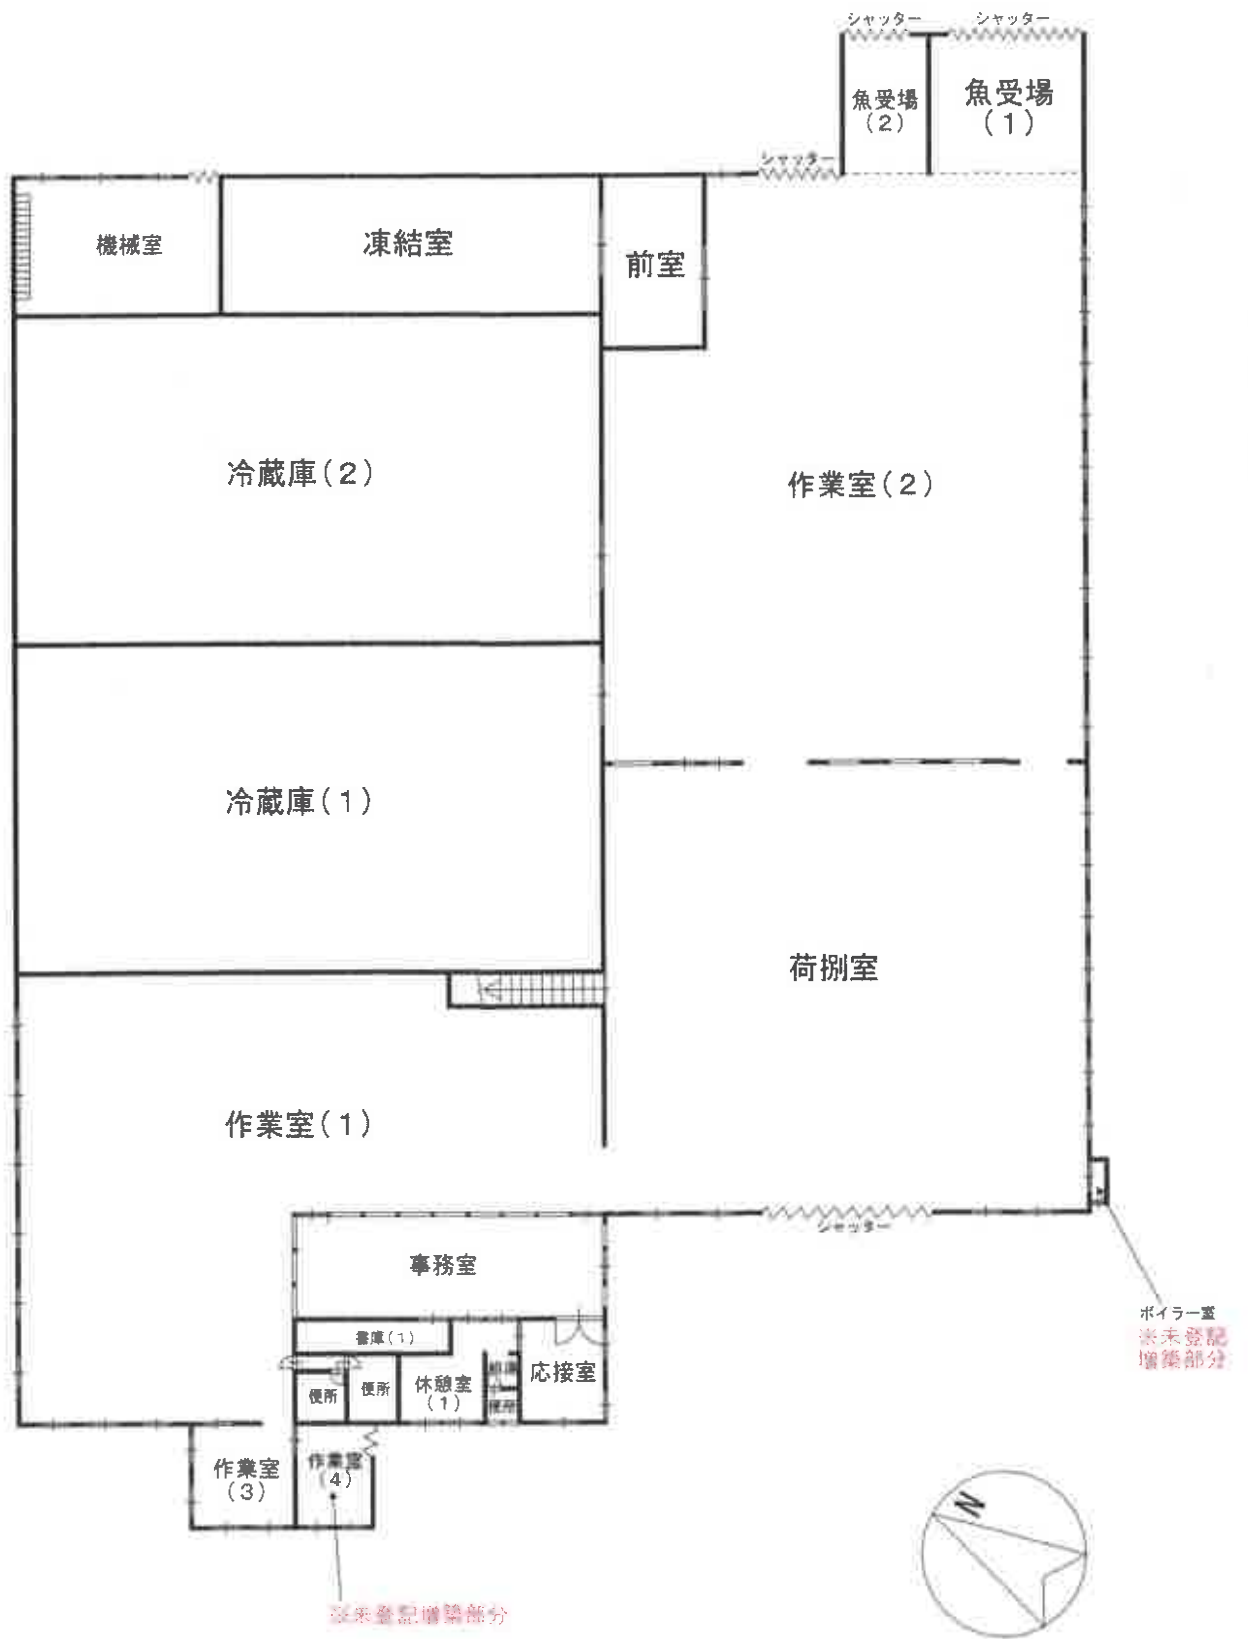 シャッター
シャッター
魚受場
(2)
魚受場
(1)
シャッター
機械室
凍結室
前室
冷蔵庫(2)
作業室(2)
冷蔵庫(1)
荷捌室
作業室(1)
シャッター
事務室
ボイラー室
※未登記
増築部分
書庫(1)
応接室
休憩室
(1)
便所
便所
便所
作業室
(3)
作業室
(4)
N
※未登記増築部分